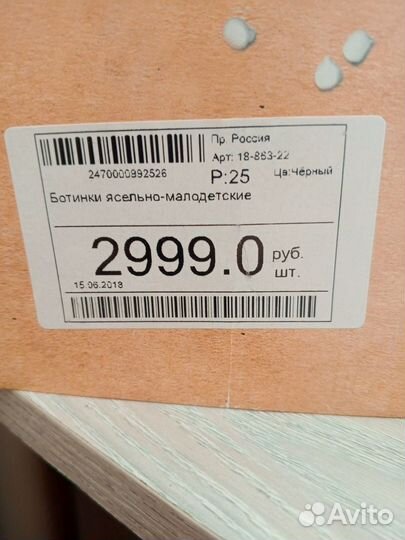 Пр. Россия
Арт: 18-863-22
2470000992526
Р:25 Цв:Чёрный
Ботинки ясельно-малодетские
2999.0 руб.
шт.
15.06.2018
Avito